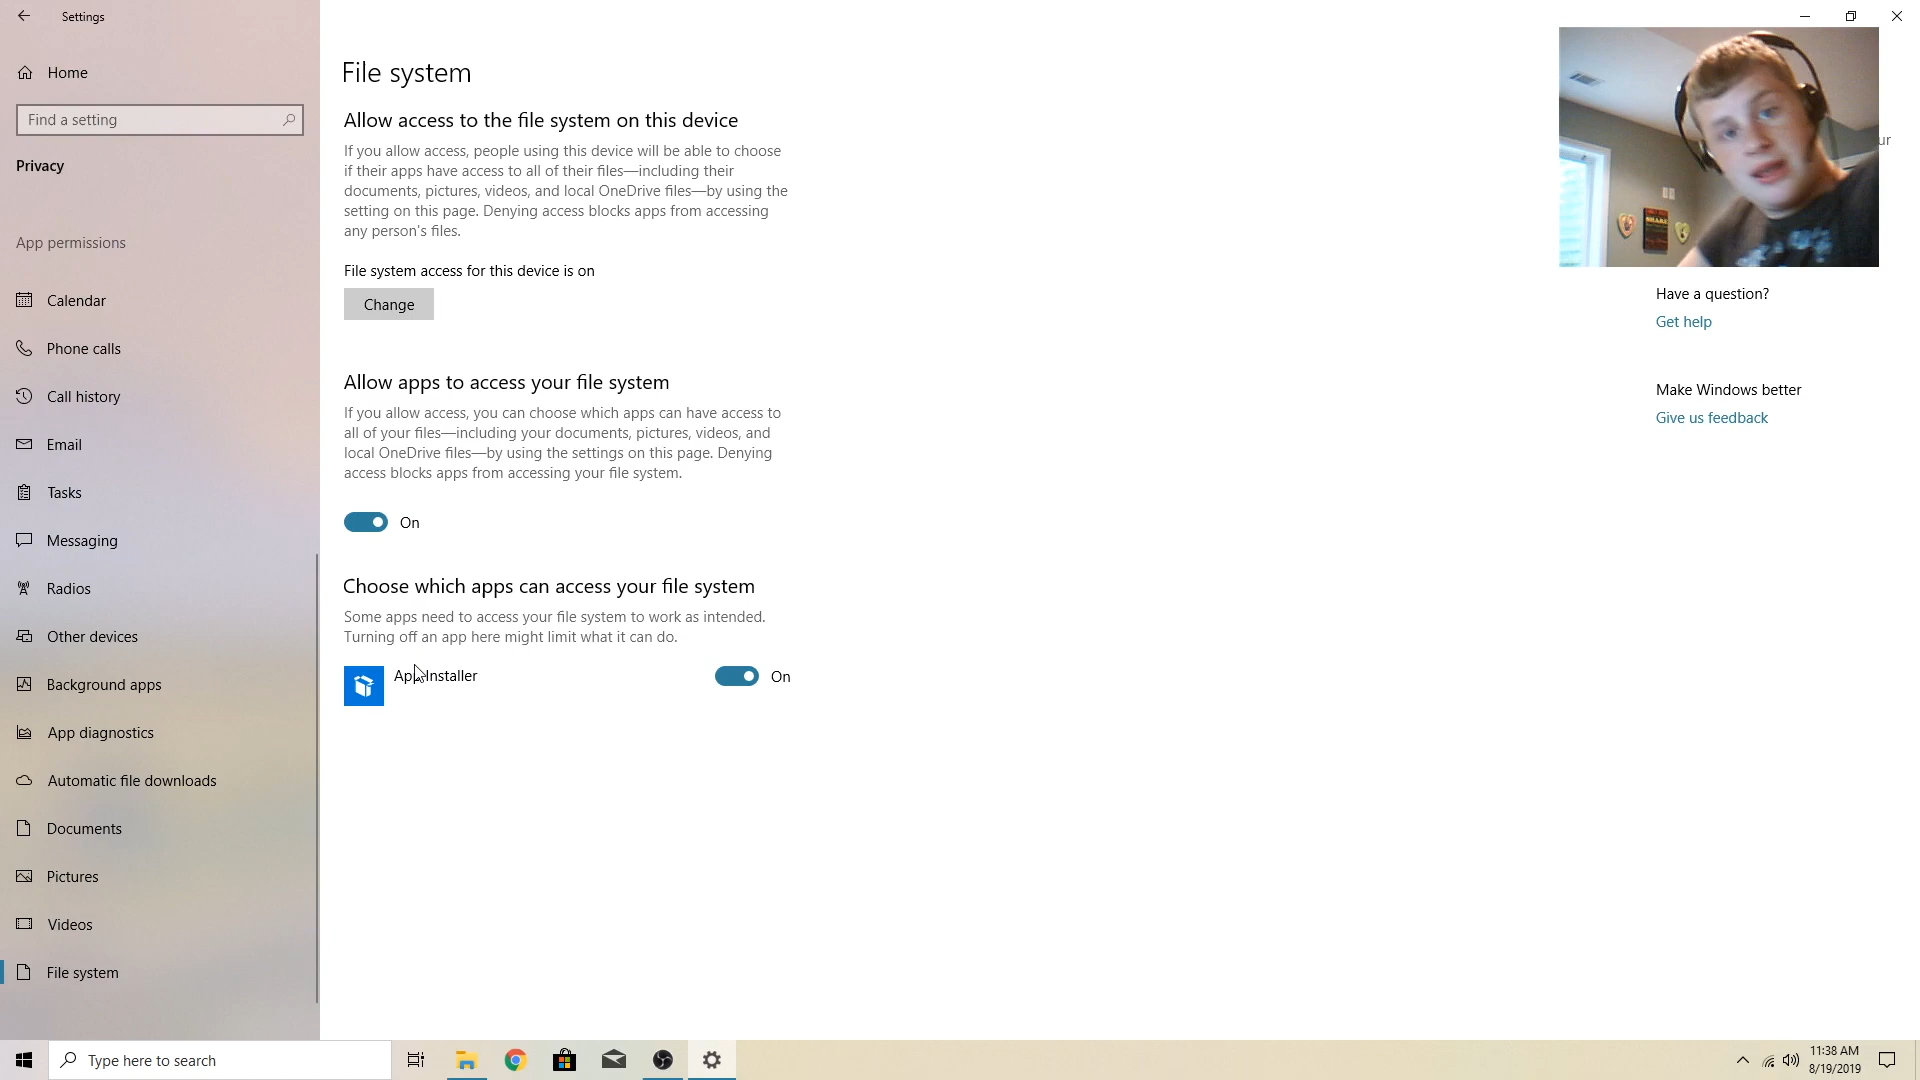 Settings
Home
Find a setting
Privacy
App permissions
Calendar
Phone calls
Call history
Email
Tasks
Messaging
Radios
Other devices
Background apps
App diagnostics
Automatic file downloads
Documents
Pictures
Videos
File system
File system
Allow access to the file system on this device
If you allow access, people using this device will be able to choose
if their apps have access to all of their files—including their
documents, pictures, videos, and local OneDrive files—by using the
setting on this page. Denying access blocks apps from accessing
any person's files.
File system access for this device is on
Change
Allow apps to access your file system
If you allow access, you can choose which apps can have access to
all of your files—including your documents, pictures, videos, and
local OneDrive files—by using the settings on this page. Denying
access blocks apps from accessing your file system.
On
Choose which apps can access your file system
Some apps need to access your file system to work as intended.
Turning off an app here might limit what it can do.
App Installer
On
SHARE
ur
Have a question?
Get help
Make Windows better
Give us feedback
Type here to search
11:38 AM
8/19/2019